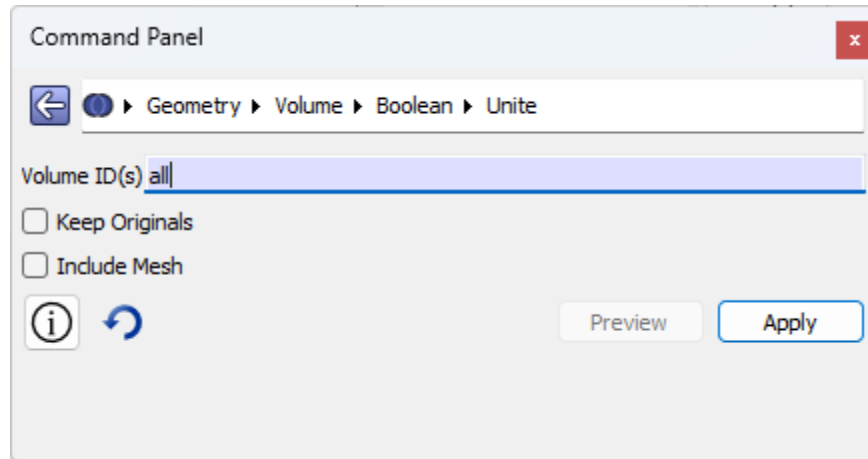 Command Panel
x
Geometry Volume Boolean Unite
Volume ID(s) all
Keep Originals
Include Mesh
Preview Apply